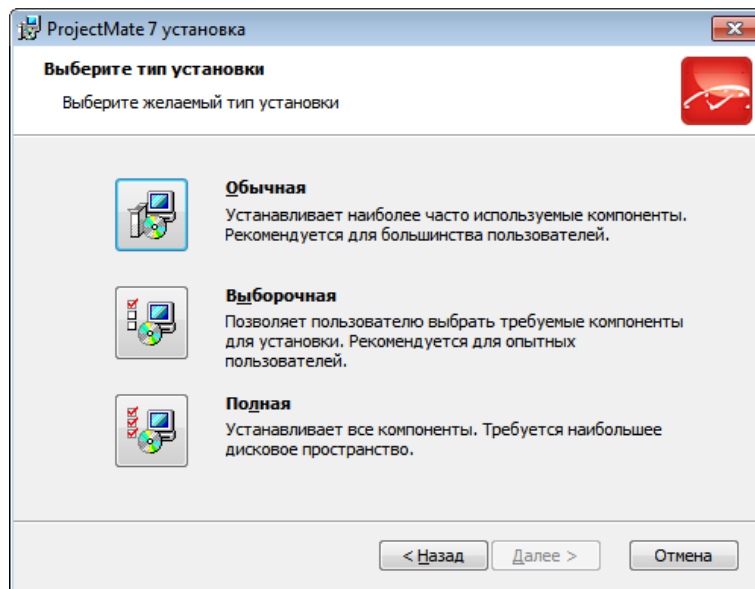 ProjectMate 7 установка
Выберите тип установки
Выберите желаемый тип установки
Обычная
Устанавливает наиболее часто используемые компоненты.
Рекомендуется для большинства пользователей.
Выборочная
Позволяет пользователю выбрать требуемые компоненты
для установки. Рекомендуется для опытных
пользователей.
Полная
Устанавливает все компоненты. Требуется наибольшее
дисковое пространство.
< Назад Далее > Отмена